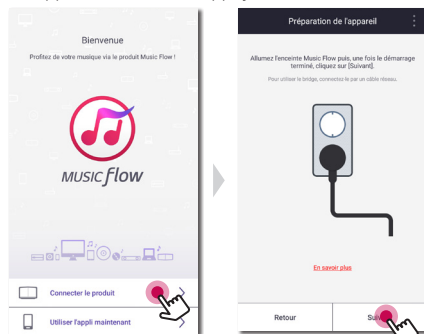 Bienvenue
Profitez de votre musique via le produit Music Flow !
MUSIC flow
Connecter le produit
Utiliser l'appli maintenant
Préparation de l'appareil
Allumez l'enceinte Music Flow puis, une fois le démarrage
terminé, cliquez sur [Suivant].
Pour utiliser le bridge, connectez-le par un câble réseau.
En savoir plus
Retour